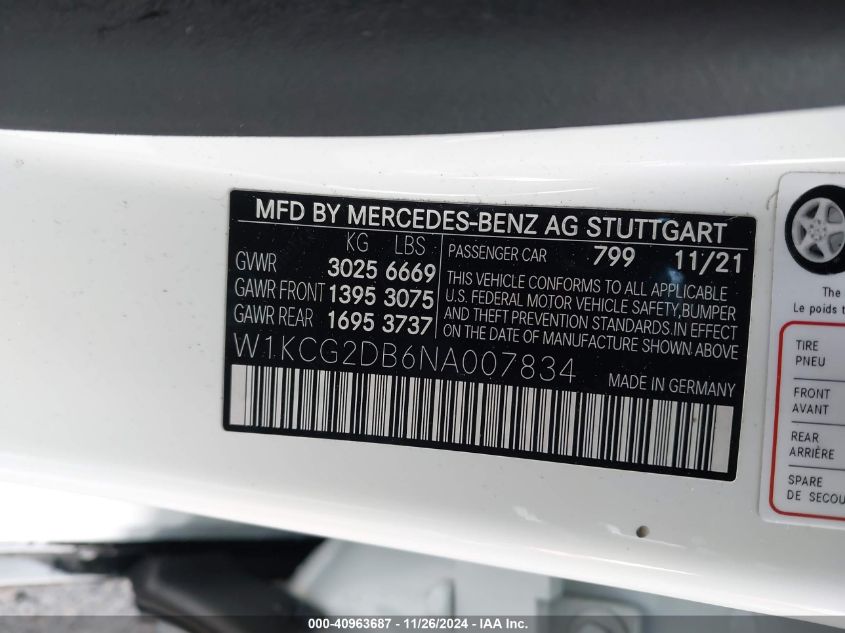 MFD BY MERCEDES-BENZ AG STUTTGART
KG LBS
GVWR 3025 6669
GAWR FRONT 1395 3075
GAWR REAR 1695 3737
PASSENGER CAR 799 11/21
THIS VEHICLE CONFORMS TO ALL APPLICABLE
U.S. FEDERAL MOTOR VEHICLE SAFETY, BUMPER
AND THEFT PREVENTION STANDARDS IN EFFECT
ON THE DATE OF MANUFACTURE SHOWN ABOVE
W1KCG2DB6NA007834
MADE IN GERMANY
The
Le poids
TIRE
PNEU
FRONT
AVANT
REAR
ARRIÈRE
SPARE
DE
000-40963687 - 11/26/2024 - IAA Inc.